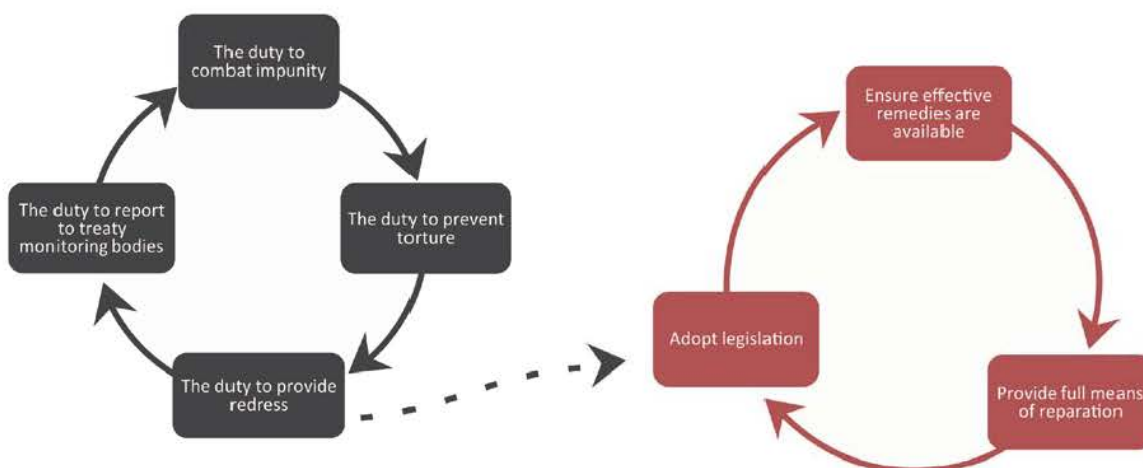 The duty to
combat impunity
The duty to prevent
torture
The duty to provide
redress
The duty to report
to treaty
monitoring bodies
Ensure effective
remedies are
available
Provide full means
of reparation
Adopt legislation